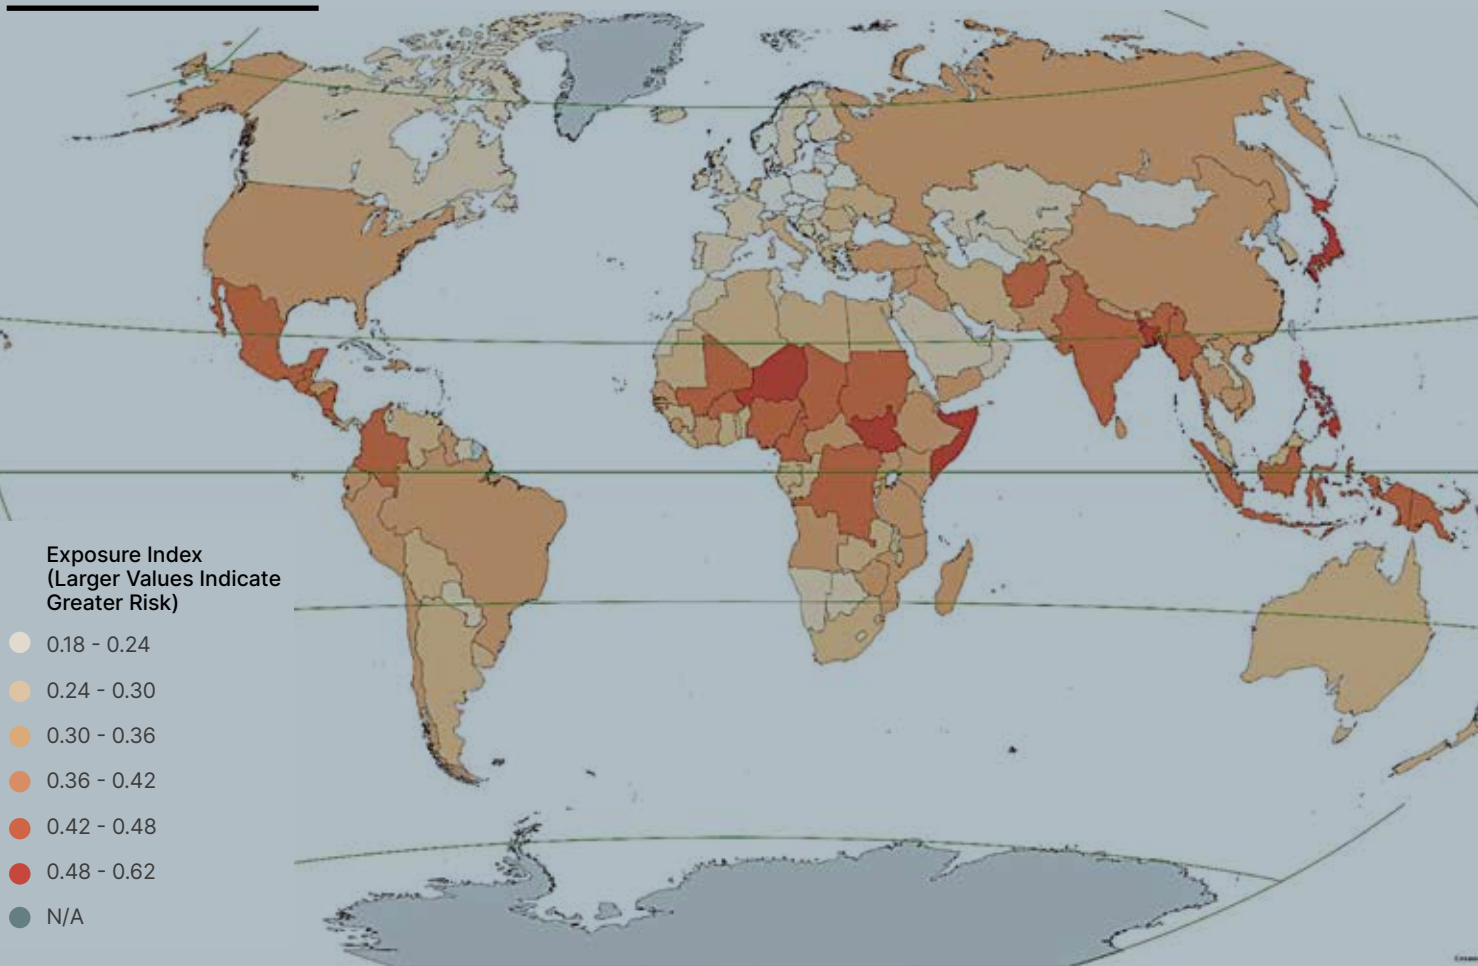 Exposure Index
(Larger Values Indicate
Greater Risk)
0.18 - 0.24
0.24 - 0.30
0.30 - 0.36
0.36 - 0.42
0.42 - 0.48
0.48 - 0.62
N/A